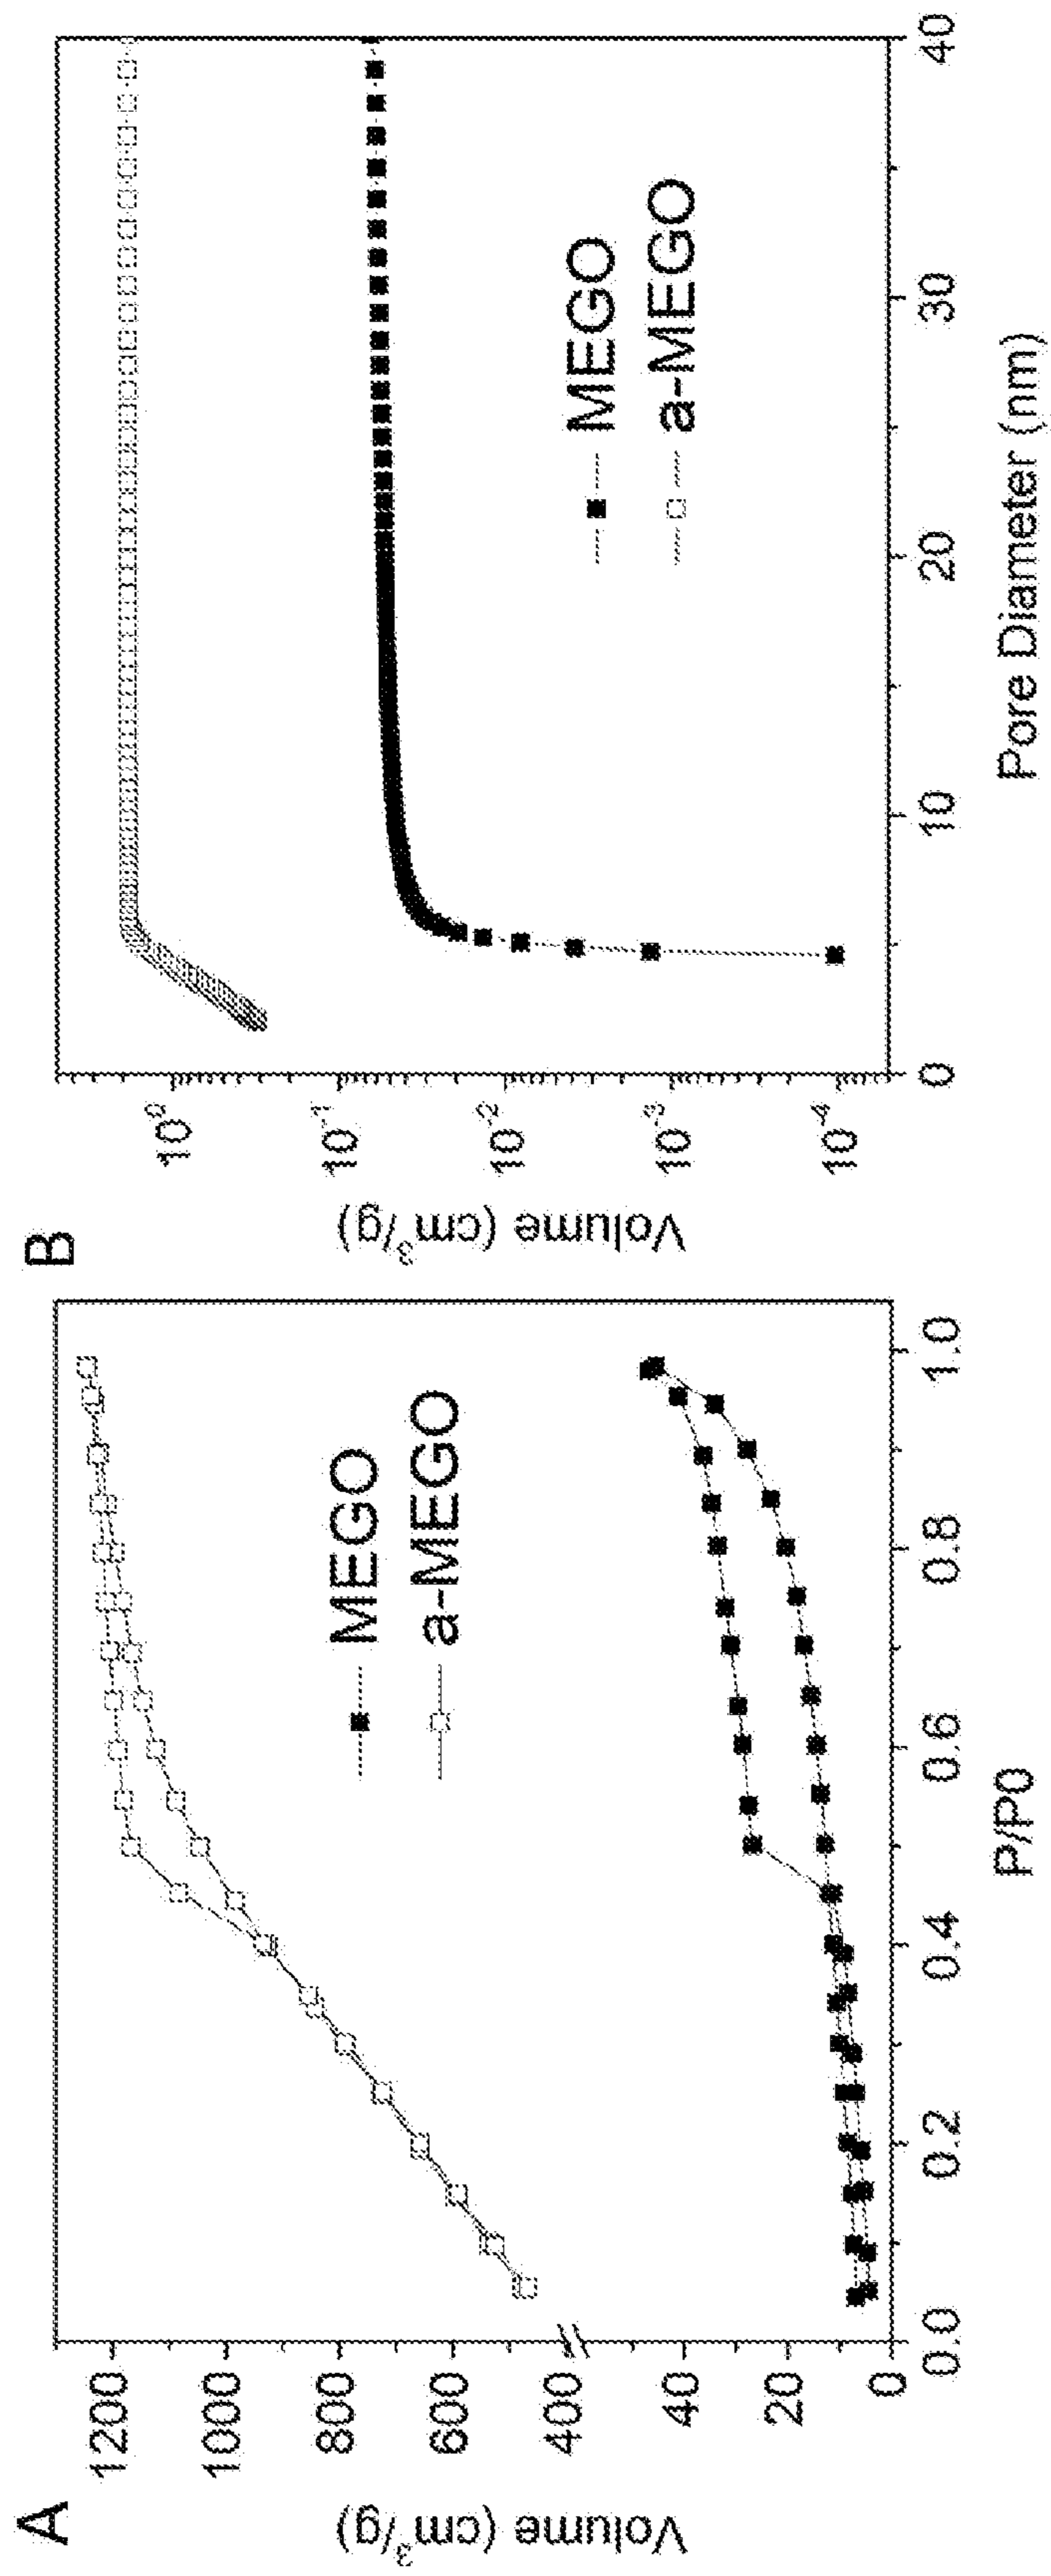 A
Volume (cm³/g)
1200
1000
800
600
400
40
20
0
MEGO
a-MEGO
0.0
0.2
0.4
0.6
0.8
1.0
P/P0
B
Volume (cm³/g)
10⁰
10⁻¹
10⁻²
10⁻³
10⁻⁴
MEGO
a-MEGO
0
10
20
30
40
Pore Diameter (nm)